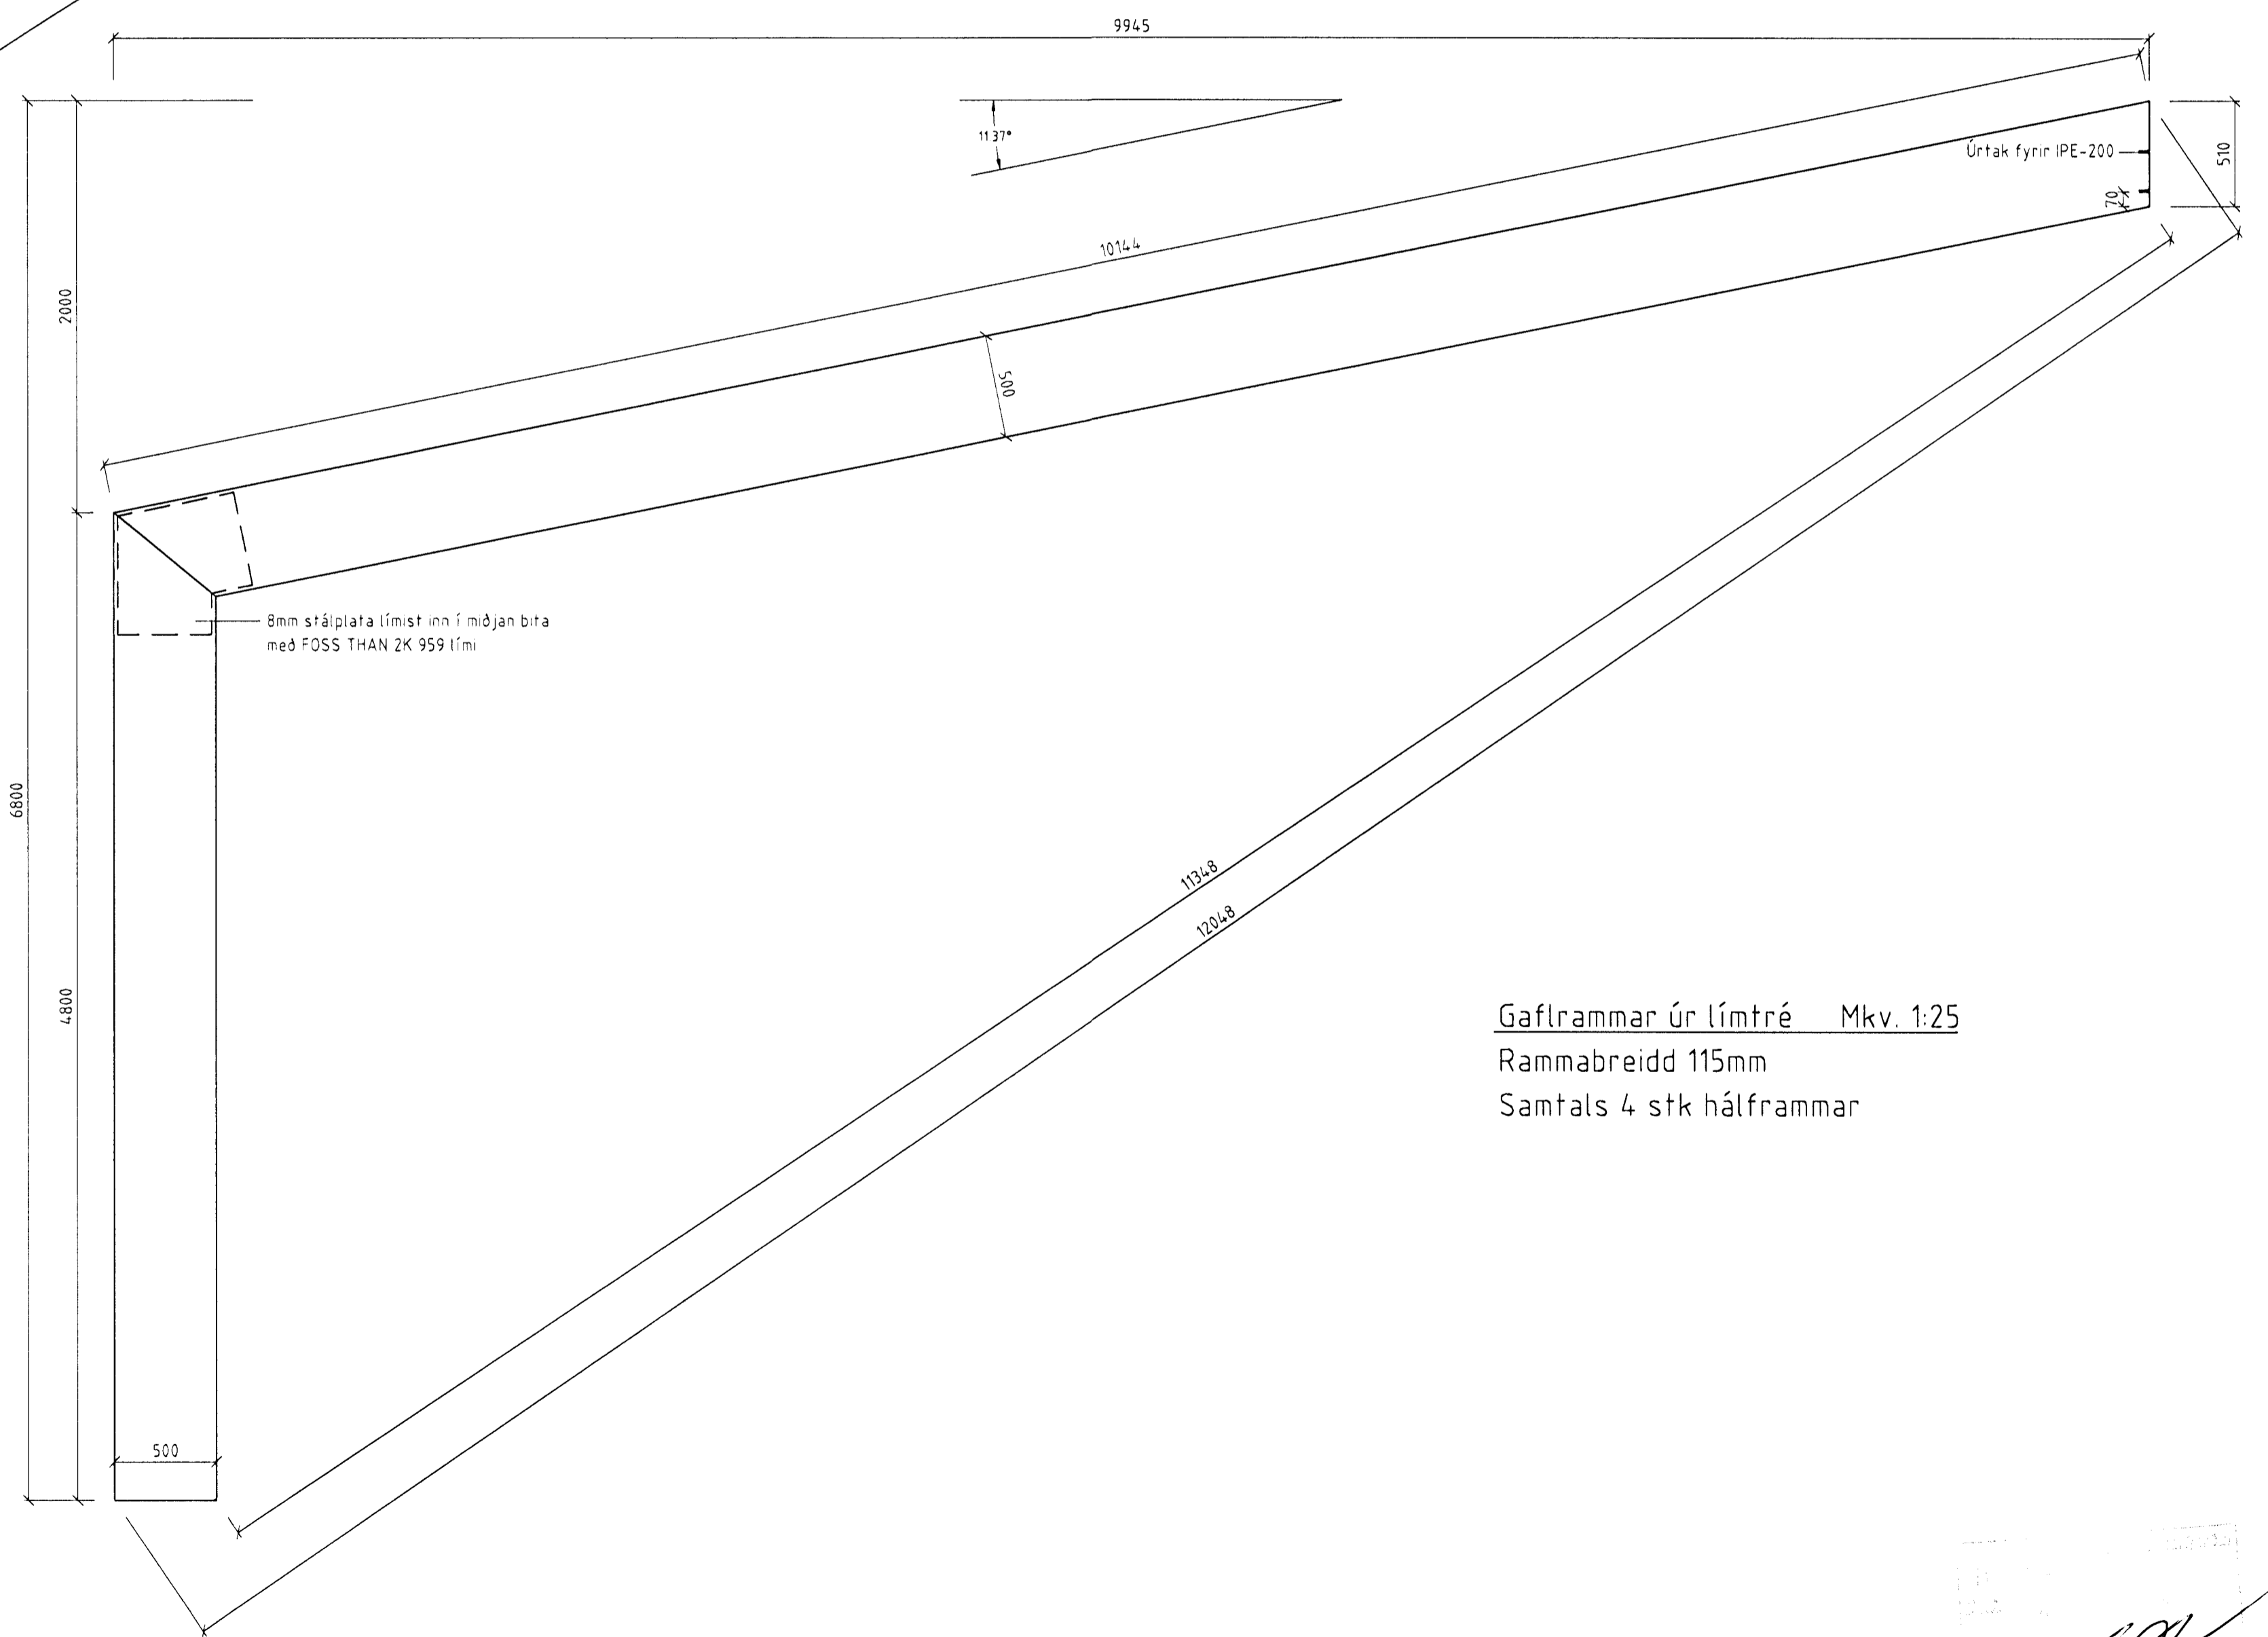 9945
11.37°
Úrtak fyrir IPE-200
510
70
2000
10144
500
8mm stálplata límist inn í miðjan bita
með FOSS THAN 2K 959 lími
6800
4800
11348
12048
Gaflrammar úr límtré Mkv. 1:25
Rammabreidd 115mm
Samtals 4 stk hálframmar
500